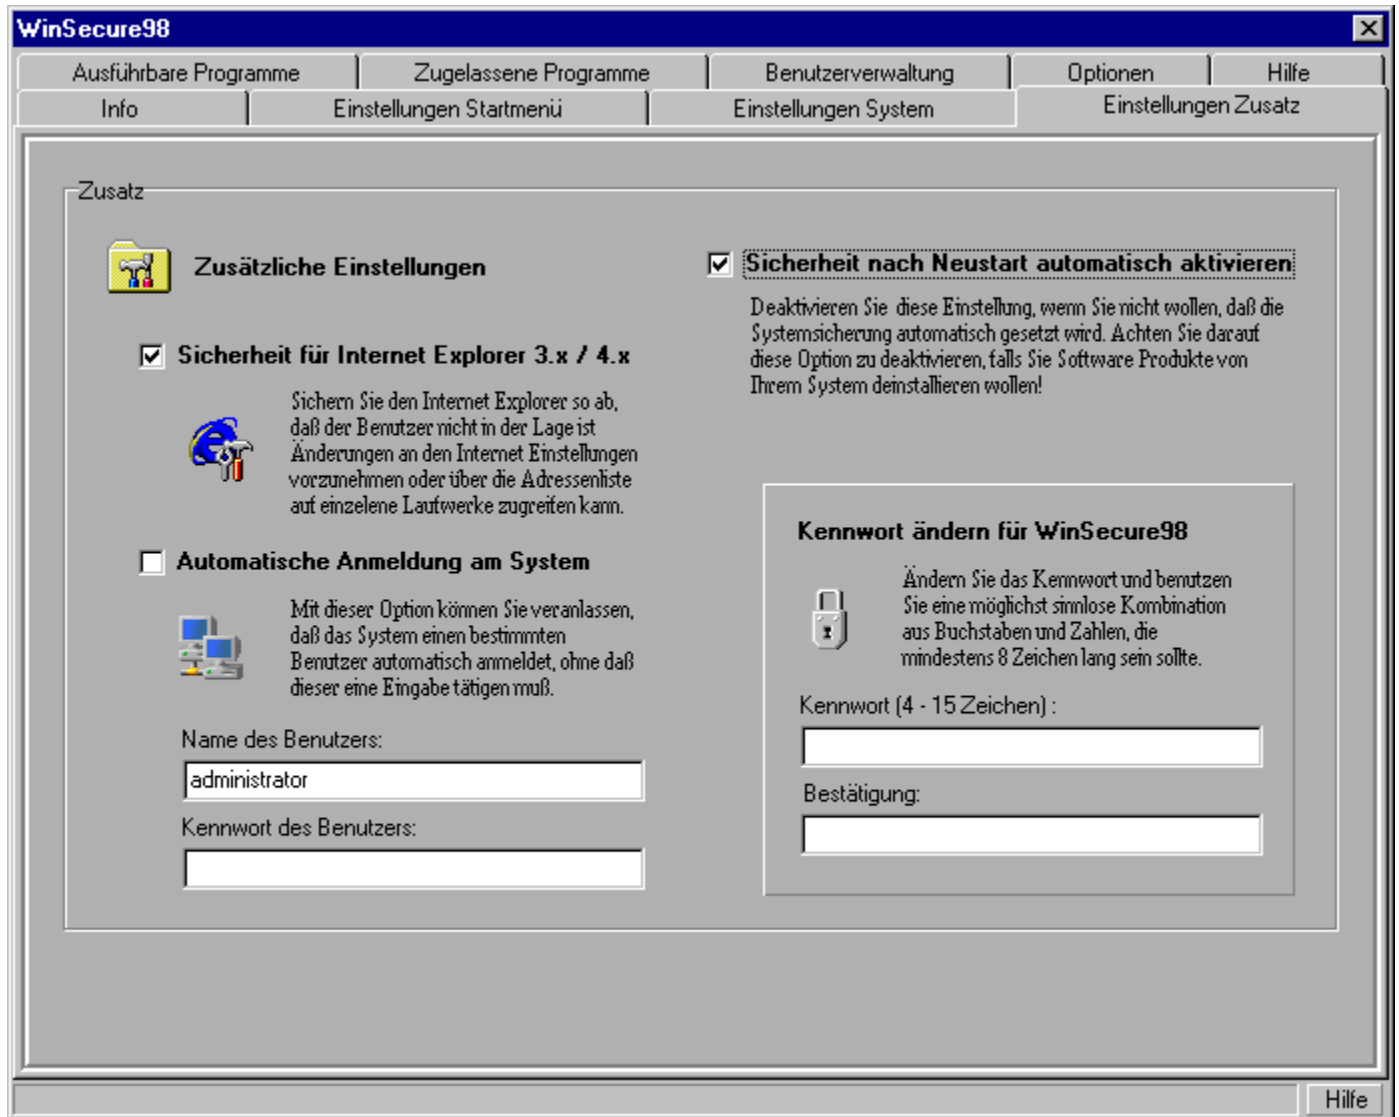 WinSecure98
Ausführbare Programme
Zugelassene Programme
Benutzerverwaltung
Optionen
Hilfe
Info
Einstellungen Startmenü
Einstellungen System
Einstellungen Zusatz
Zusatz
Zusätzliche Einstellungen
Sicherheit für Internet Explorer 3.x / 4.x
Sichern Sie den Internet Explorer so ab,
daß der Benutzer nicht in der Lage ist
Änderungen an den Internet Einstellungen
vorzunehmen oder über die Adressenliste
auf einzelene Laufwerke zugreifen kann.
Automatische Anmeldung am System
Mit dieser Option können Sie veranlassen,
daß das System einen bestimmten
Benutzer automatisch anmeldet, ohne daß
dieser eine Eingabe tätigen muß.
Name des Benutzers:
administrator
Kennwort des Benutzers:
Sicherheit nach Neustart automatisch aktivieren
Deaktivieren Sie diese Einstellung, wenn Sie nicht wollen, daß die
Systemsicherung automatisch gesetzt wird. Achten Sie darauf
diese Option zu deaktivieren, falls Sie Software Produkte von
Ihrem System deinstallieren wollen!
Kennwort ändern für WinSecure98
Ändern Sie das Kennwort und benutzen
Sie eine möglichst sinnlose Kombination
aus Buchstaben und Zahlen, die
mindestens 8 Zeichen lang sein sollte.
Kennwort (4 - 15 Zeichen) :
Bestätigung:
Hilfe